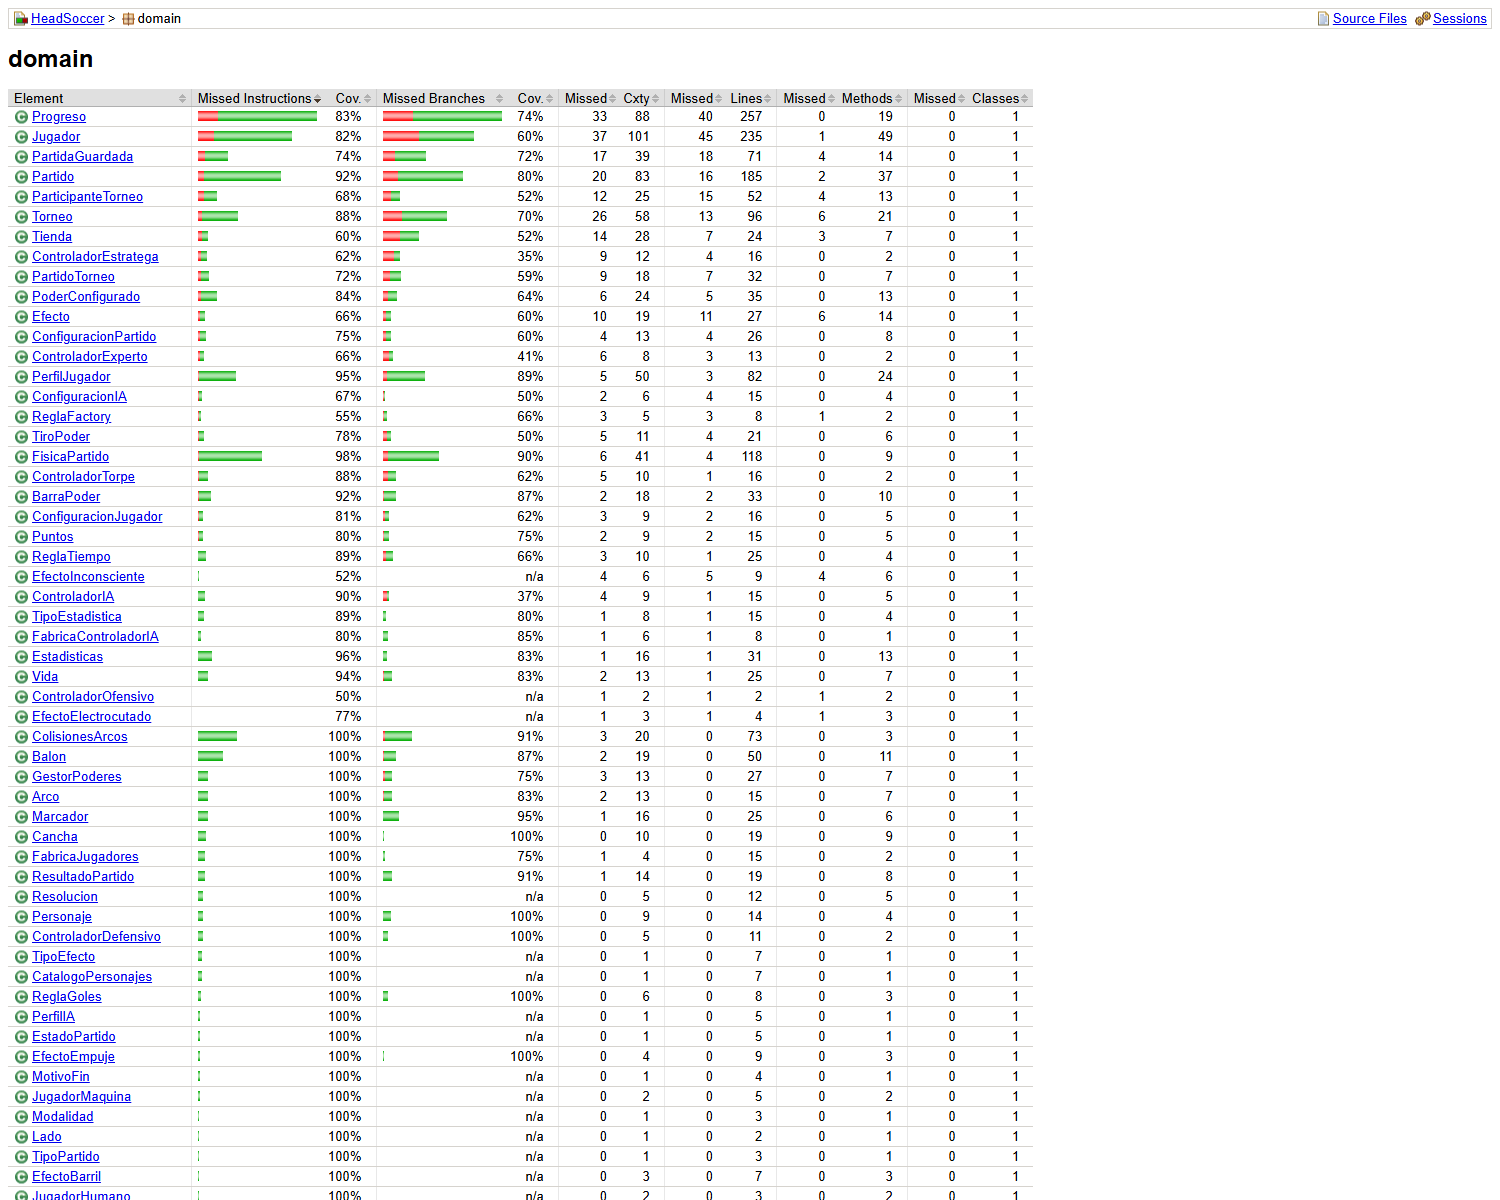 HeadSoccer > domain Source Files Sessions
domain
Element Missed Instructions Cov. Missed Branches Cov. Missed Cxty Missed Lines Missed Methods Missed Classes
Progreso 83% 74% 33 88 40 257 0 19 0 1
Jugador 82% 60% 37 101 45 235 1 49 0 1
PartidaGuardada 74% 72% 17 39 18 71 4 14 0 1
Partido 92% 80% 20 83 16 185 2 37 0 1
ParticipanteTorneo 68% 52% 12 25 15 52 4 13 0 1
Torneo 88% 70% 26 58 13 96 6 21 0 1
Tienda 60% 52% 14 28 7 24 3 7 0 1
ControladorEstratega 62% 35% 9 12 4 16 0 2 0 1
PartidoTorneo 72% 59% 9 18 7 32 0 7 0 1
PoderConfigurado 84% 64% 6 24 5 35 0 13 0 1
Efecto 66% 60% 10 19 11 27 6 14 0 1
ConfiguracionPartido 75% 60% 4 13 4 26 0 8 0 1
ControladorExperto 66% 41% 6 8 3 13 0 2 0 1
PerfilJugador 95% 89% 5 50 3 82 0 24 0 1
ConfiguracionIA 67% 50% 2 6 4 15 0 4 0 1
ReglaFactory 55% 66% 3 5 3 8 1 2 0 1
TiroPoder 78% 50% 5 11 4 21 0 6 0 1
FisicaPartido 98% 90% 6 41 4 118 0 9 0 1
ControladorTorpe 88% 62% 5 10 1 16 0 2 0 1
BarraPoder 92% 87% 2 18 2 33 0 10 0 1
ConfiguracionJugador 81% 62% 3 9 2 16 0 5 0 1
Puntos 80% 75% 2 9 2 15 0 5 0 1
ReglaTiempo 89% 66% 3 10 1 25 0 4 0 1
EfectoInconsciente 52% n/a 4 6 5 9 4 6 0 1
ControladorIA 90% 37% 4 9 1 15 0 5 0 1
TipoEstadistica 89% 80% 1 8 1 15 0 4 0 1
FabricaControladorIA 80% 85% 1 6 1 8 0 1 0 1
Estadisticas 96% 83% 1 16 1 31 0 13 0 1
Vida 94% 83% 2 13 1 25 0 7 0 1
ControladorOfensivo 50% n/a 1 2 1 2 1 2 0 1
EfectoElectrocutado 77% n/a 1 3 1 4 1 3 0 1
ColisionesArcos 100% 91% 3 20 0 73 0 3 0 1
Balon 100% 87% 2 19 0 50 0 11 0 1
GestorPoderes 100% 75% 3 13 0 27 0 7 0 1
Arco 100% 83% 2 13 0 15 0 7 0 1
Marcador 100% 95% 1 16 0 25 0 6 0 1
Cancha 100% 100% 0 10 0 19 0 9 0 1
FabricaJugadores 100% 75% 1 4 0 15 0 2 0 1
ResultadoPartido 100% 91% 1 14 0 19 0 8 0 1
Resolucion 100% n/a 0 5 0 12 0 5 0 1
Personaje 100% 100% 0 9 0 14 0 4 0 1
ControladorDefensivo 100% 100% 0 5 0 11 0 2 0 1
TipoEfecto 100% n/a 0 1 0 7 0 1 0 1
CatalogoPersonajes 100% n/a 0 1 0 7 0 1 0 1
ReglaGoles 100% 100% 0 6 0 8 0 3 0 1
PerfilIA 100% n/a 0 1 0 5 0 1 0 1
EstadoPartido 100% n/a 0 1 0 5 0 1 0 1
EfectoEmpuje 100% 100% 0 4 0 9 0 3 0 1
MotivoFin 100% n/a 0 1 0 4 0 1 0 1
JugadorMaquina 100% n/a 0 2 0 5 0 2 0 1
Modalidad 100% n/a 0 1 0 3 0 1 0 1
Lado 100% n/a 0 1 0 2 0 1 0 1
TipoPartido 100% n/a 0 1 0 3 0 1 0 1
EfectoBarril 100% n/a 0 3 0 7 0 3 0 1
JugadorHumano 100% n/a 0 2 0 3 0 2 0 1